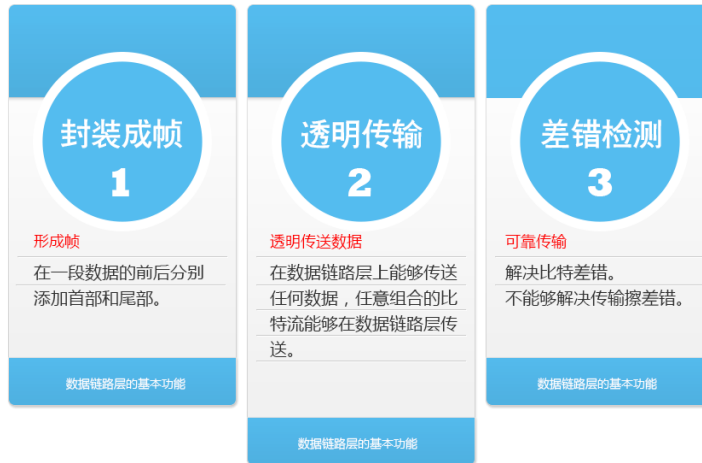 封装成帧
1
形成帧
在一段数据的前后分别
添加首部和尾部。
数据链路层的基本功能
透明传输
2
透明传送数据
在数据链路层上能够传送
任何数据，任意组合的比
特流能够在数据链路层传
送。
数据链路层的基本功能
差错检测
3
可靠传输
解决比特差错。
不能够解决传输擦差错。
数据链路层的基本功能